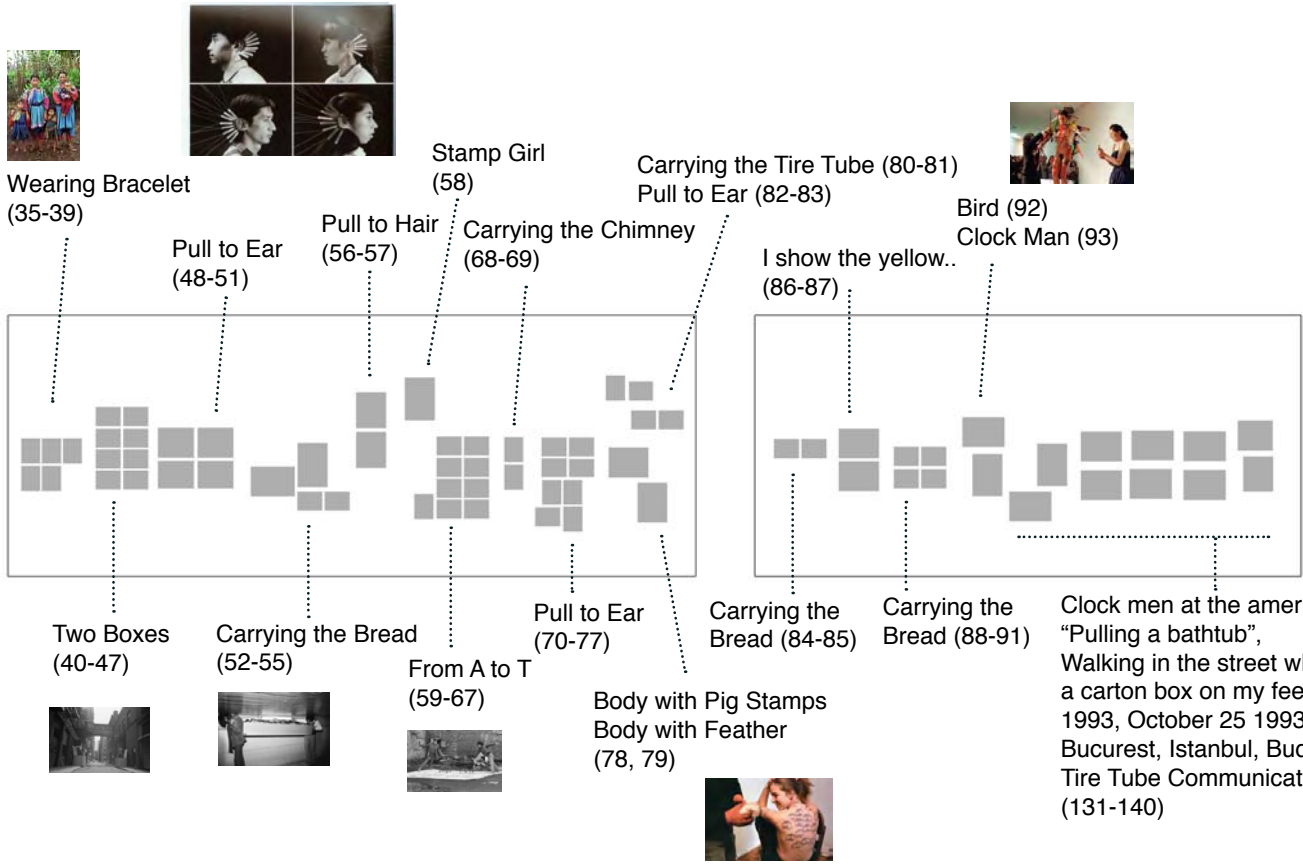 Wearing Bracelet
(35-39)
Pull to Ear
(48-51)
Pull to Hair
(56-57)
Stamp Girl
(58)
Carrying the Chimney
(68-69)
Carrying the Tire Tube (80-81)
Pull to Ear (82-83)
I show the yellow..
(86-87)
Bird (92)
Clock Man (93)
Two Boxes
(40-47)
Carrying the Bread
(52-55)
From A to T
(59-67)
Pull to Ear
(70-77)
Body with Pig Stamps
Body with Feather
(78, 79)
Carrying the
Bread (84-85)
Carrying the
Bread (88-91)
Clock men at the amer
“Pulling a bathtub”,
Walking in the street
a carton box on my fee
1993, October 25 1993
Bucurest, Istanbul,
Tire Tube Communicat
(131-140)